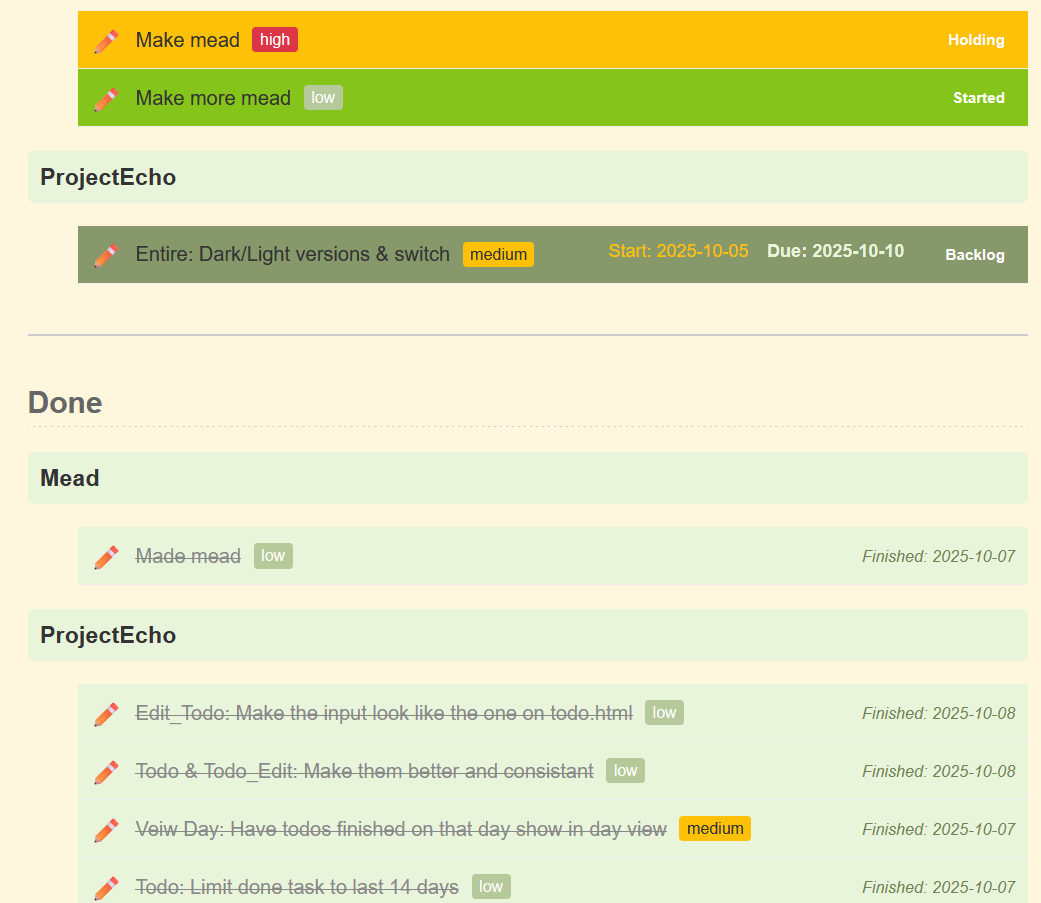 Make mead high Holding
Make more mead low Started
ProjectEcho
Entire: Dark/Light versions & switch medium Start: 2025-10-05 Due: 2025-10-10 Backlog
Done
Mead
Made mead low Finished: 2025-10-07
ProjectEcho
Edit_Todo: Make the input look like the one on todo.html low Finished: 2025-10-08
Todo & Todo_Edit: Make them better and consistant low Finished: 2025-10-08
Veiw Day: Have todos finished on that day show in day view medium Finished: 2025-10-07
Todo: Limit done task to last 14 days low Finished: 2025-10-07